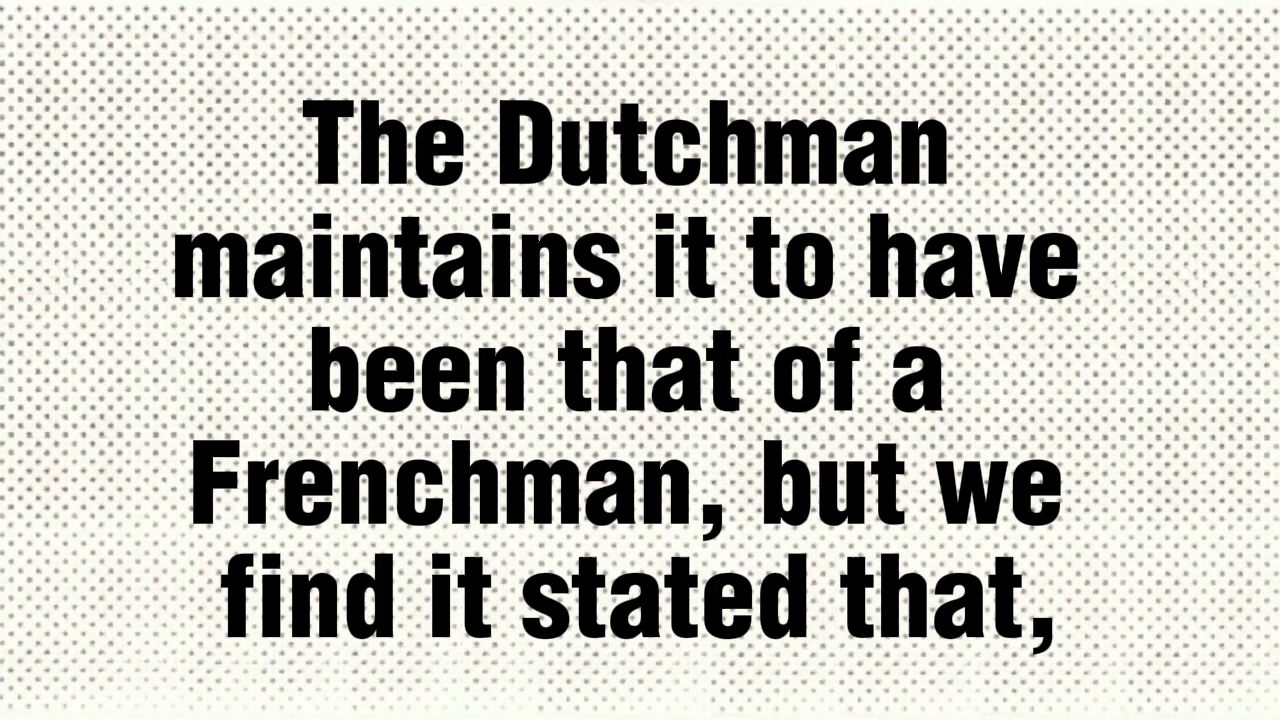 The Dutchman
maintains it to have
been that of a
Frenchman, but we
find it stated that,